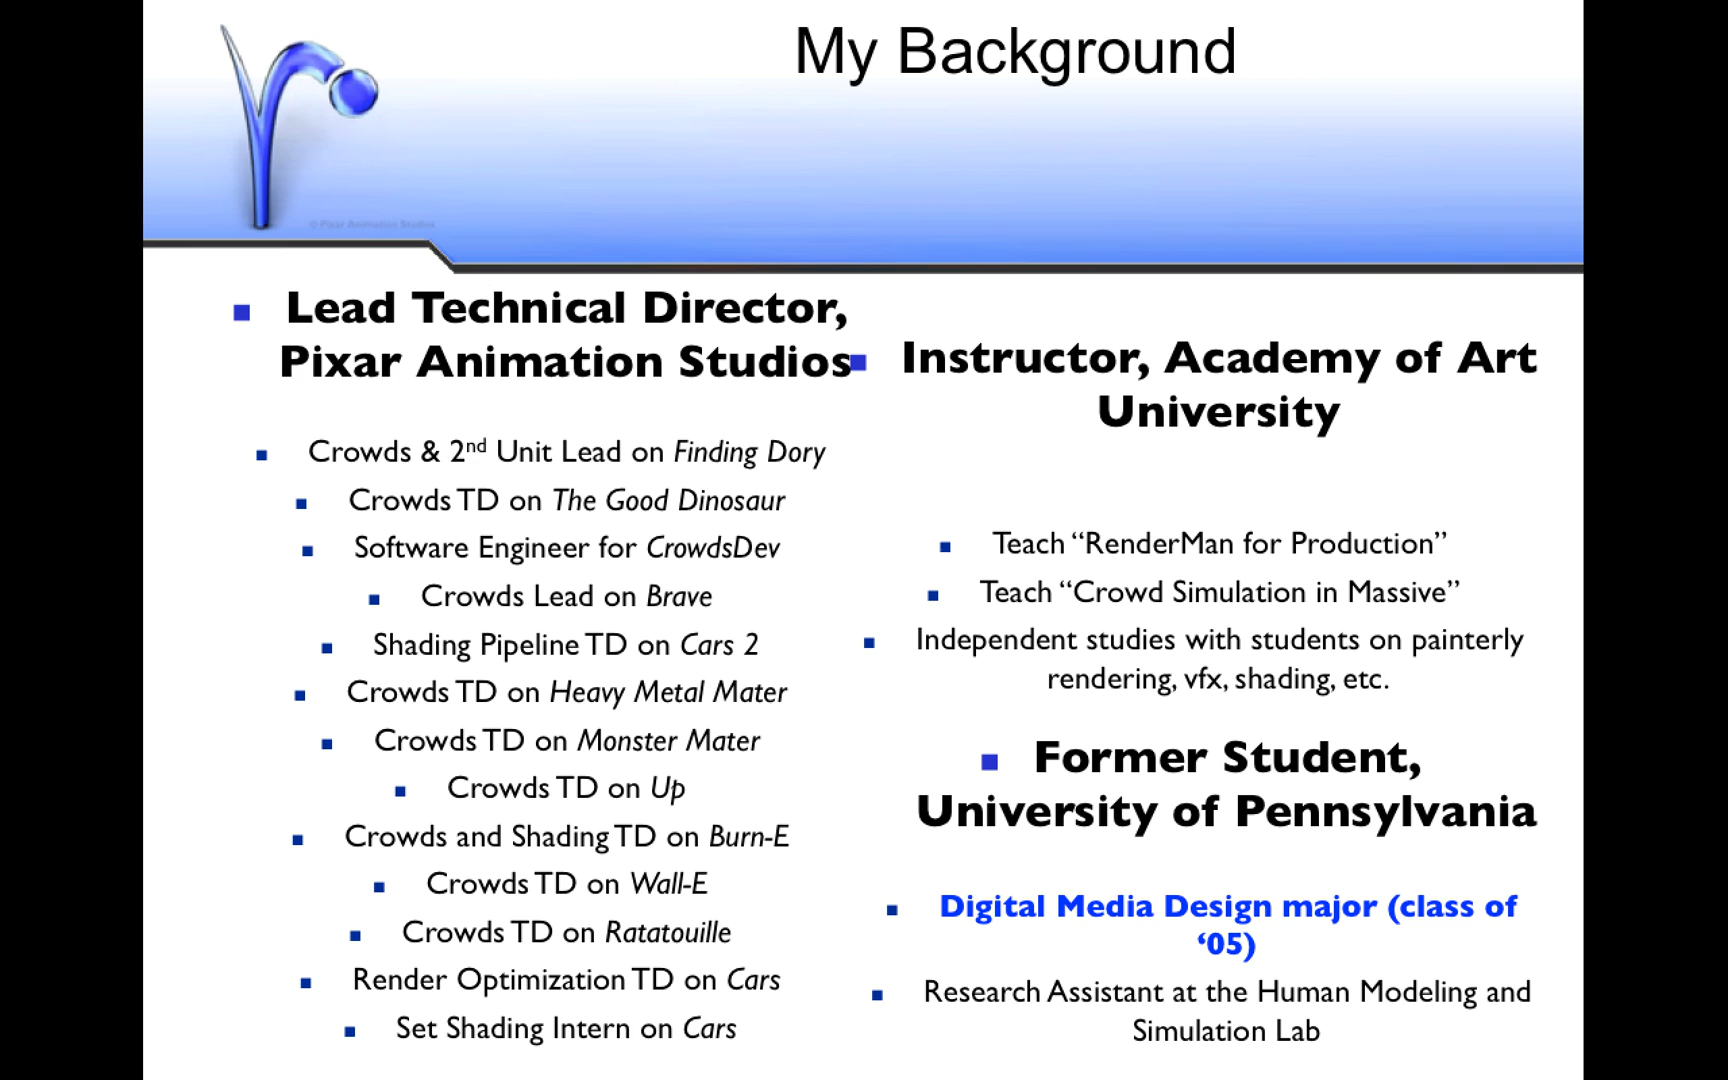 My Background
© Pixar Animation Studios
Lead Technical Director,
Pixar Animation Studios
Crowds & 2nd Unit Lead on Finding Dory
Crowds TD on The Good Dinosaur
Software Engineer for CrowdsDev
Crowds Lead on Brave
Shading Pipeline TD on Cars 2
Crowds TD on Heavy Metal Mater
Crowds TD on Monster Mater
Crowds TD on Up
Crowds and Shading TD on Burn-E
Crowds TD on Wall-E
Crowds TD on Ratatouille
Render Optimization TD on Cars
Set Shading Intern on Cars
Instructor, Academy of Art
University
Teach “RenderMan for Production”
Teach “Crowd Simulation in Massive”
Independent studies with students on painterly
rendering, vfx, shading, etc.
Former Student,
University of Pennsylvania
Digital Media Design major (class of
‘05)
Research Assistant at the Human Modeling and
Simulation Lab